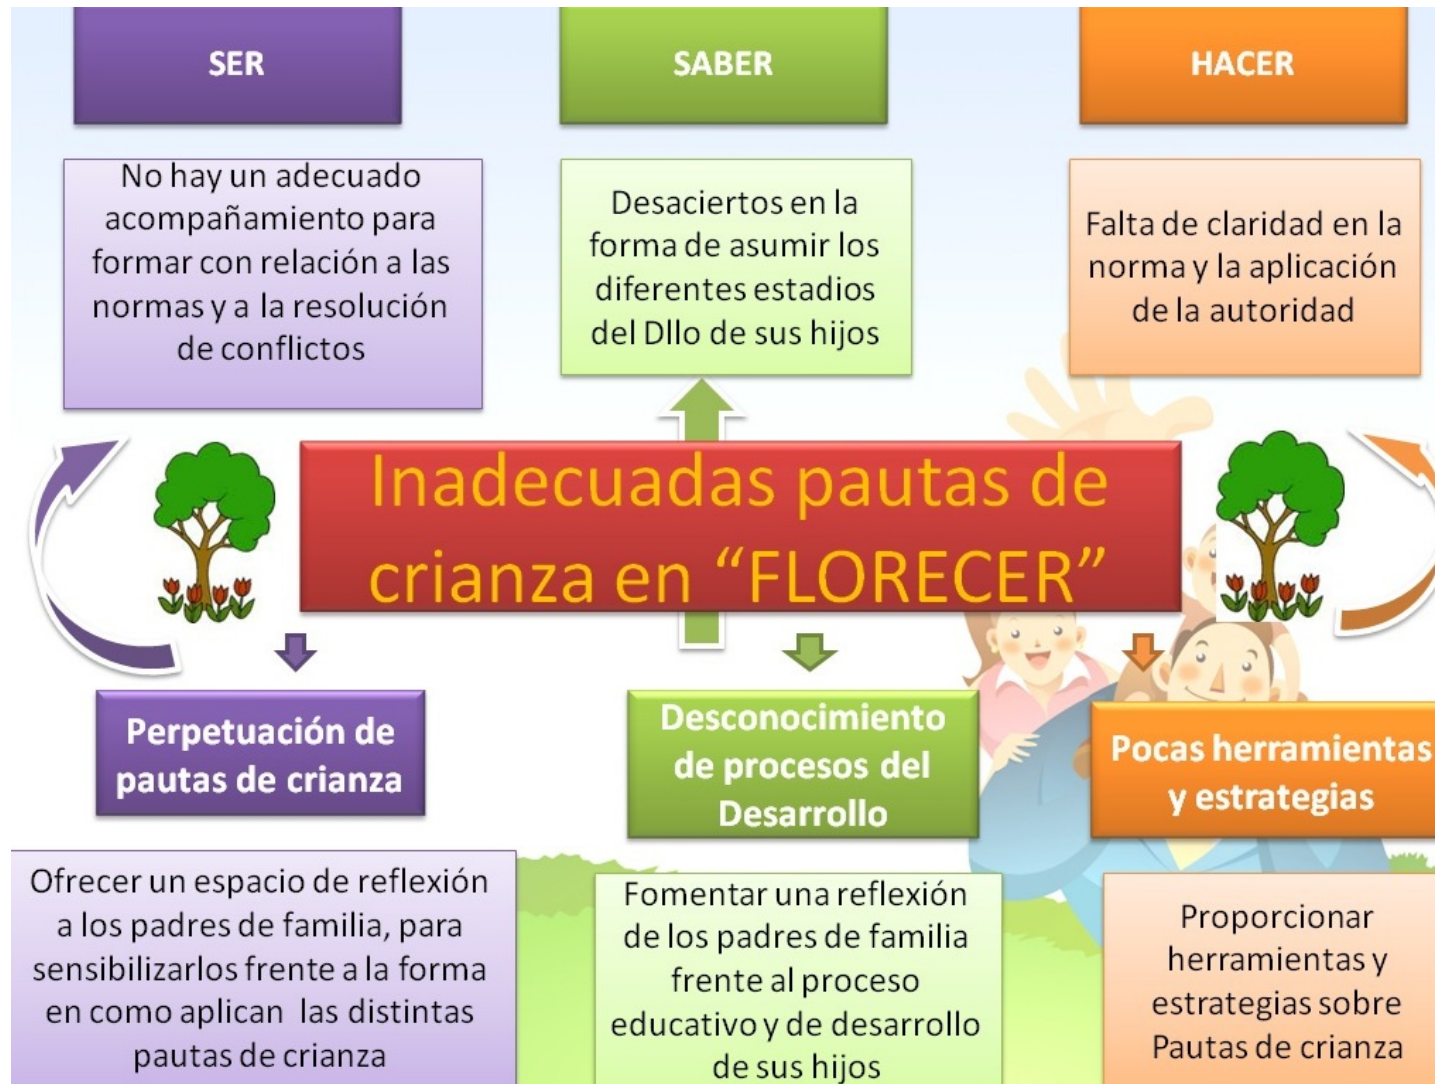 SER
No hay un adecuado
acompañamiento para
formar con relación a las
normas y a la resolución
de conflictos
SABER
Desaciertos en la
forma de asumir los
diferentes estadios
del Dllo de sus hijos
HACER
Falta de claridad en la
norma y la aplicación
de la autoridad
Inadecuadas pautas de
crianza en “FLORECER”
Perpetuación de
pautas de crianza
Desconocimiento
de procesos del
Desarrollo
Pocas herramientas
y estrategias
Ofrecer un espacio de reflexión
a los padres de familia, para
sensibilizarlos frente a la forma
en como aplican  las distintas
pautas de crianza
Fomentar una reflexión
de los padres de familia
frente al proceso
educativo y de desarrollo
de sus hijos
Proporcionar
herramientas y
estrategias sobre
Pautas de crianza